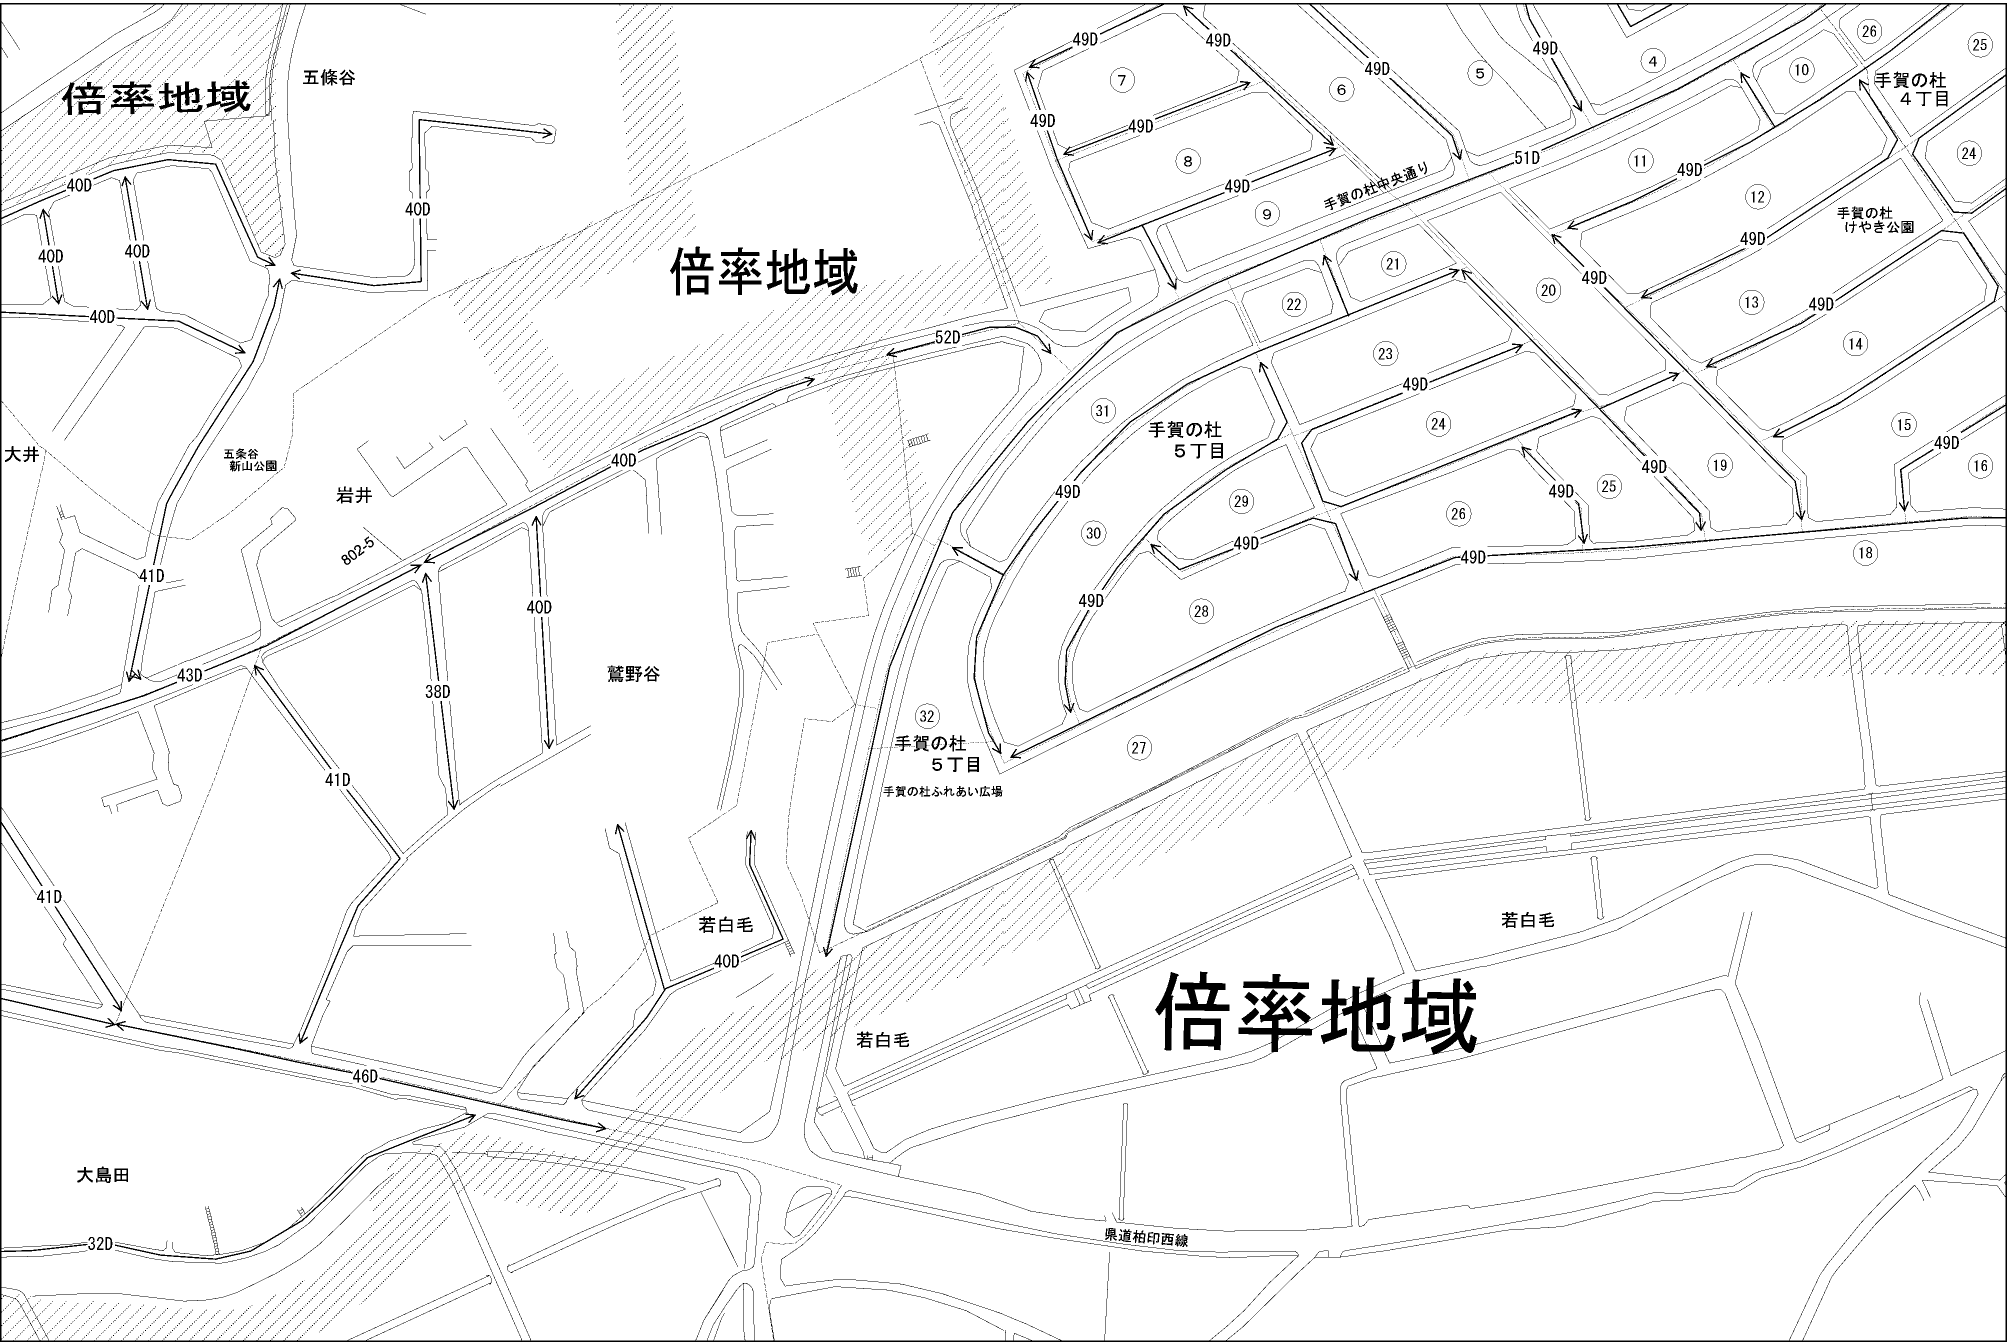 倍率地域
五條谷
49D
49D
49D
49D
⑦
⑥
⑤
④
⑩
㉖
㉕
手賀の杜
4丁目
49D
49D
⑧
49D
⑨
手賀の杜中央通り
51D
⑪
49D
⑫
㉔
手賀の杜
けやき公園
49D
40D
40D
40D
40D
40D
倍率地域
52D
㉑
㉒
⑳
49D
⑬
49D
⑭
㉓
49D
㉛
手賀の杜
5丁目
㉔
⑮
49D
⑯
大井
五条谷
新山公園
岩井
802-5
40D
49D
㉙
㉚
49D
㉖
49D
㉕
49D
⑲
49D
⑱
41D
40D
49D
㉘
43D
38D
鷲野谷
㉜
手賀の杜
5丁目
㉗
手賀の杜ふれあい広場
41D
41D
若白毛
40D
若白毛
若白毛
倍率地域
46D
大島田
32D
県道柏印西線